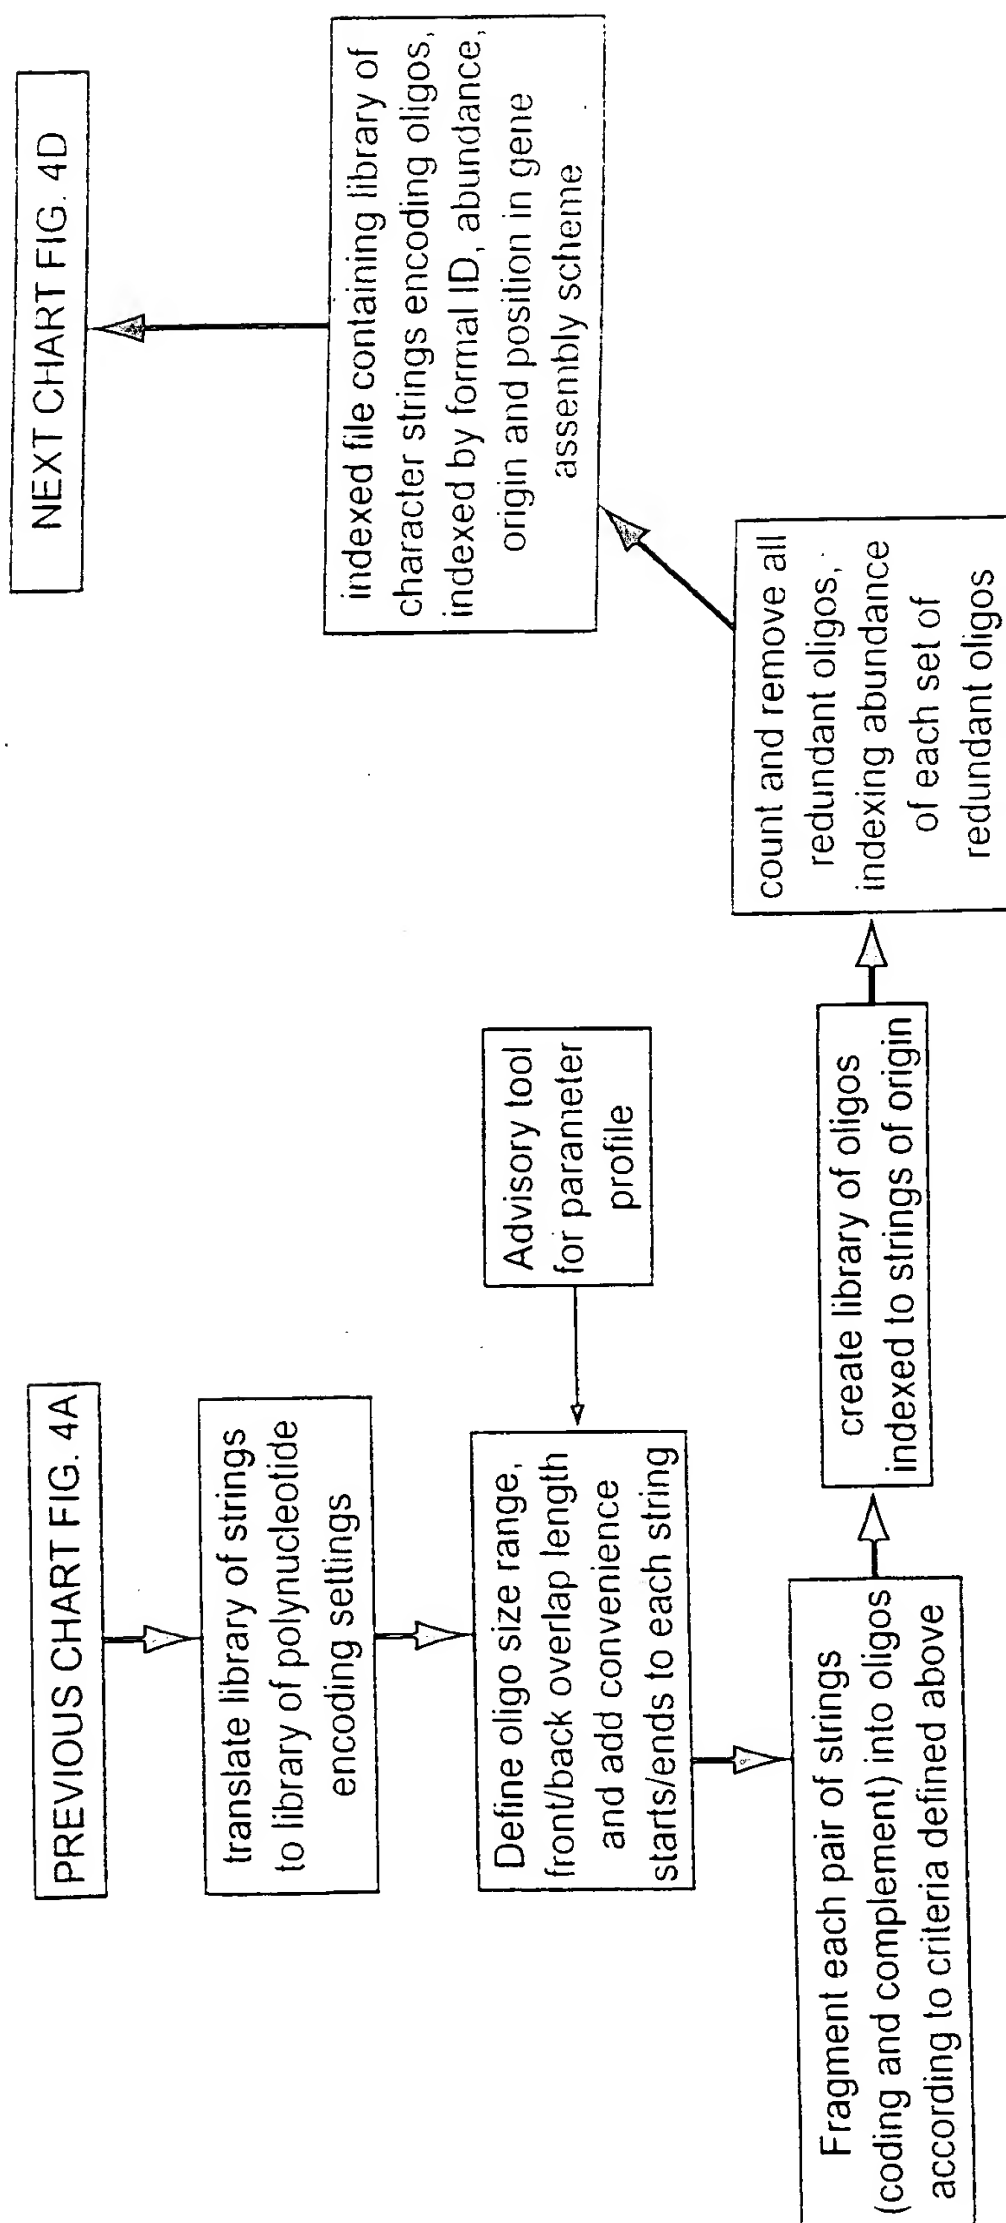 PREVIOUS CHART FIG. 4A
translate library of strings
to library of polynucleotide
encoding settings
Define oligo size range,
front/back overlap length
and add convenience
starts/ends to each string
Advisory tool
for parameter
profile
Fragment each pair of strings
(coding and complement) into oligos
according to criteria defined above
create library of oligos
indexed to strings of origin
count and remove all
redundant oligos,
indexing abundance
of each set of
redundant oligos
indexed file containing library of
character strings encoding oligos,
indexed by formal ID, abundance,
origin and position in gene
assembly scheme
NEXT CHART FIG. 4D